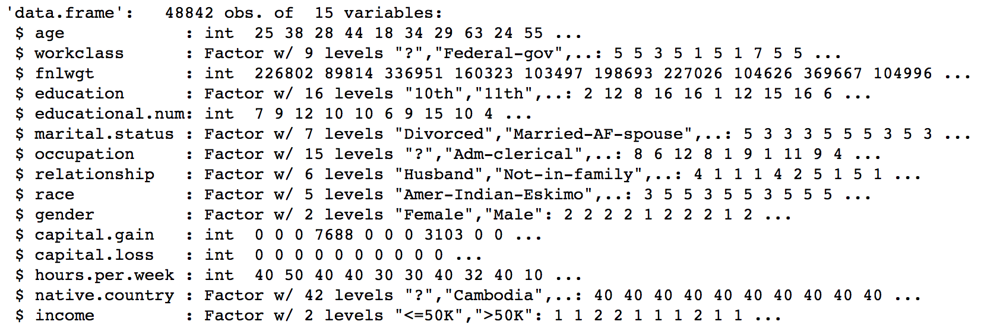 'data.frame':   48842 obs. of  15 variables:
 $ age            : int  25 38 28 44 18 34 29 63 24 55 ...
 $ workclass      : Factor w/ 9 levels "?","Federal-gov",..: 5 5 3 5 1 5 1 7 5 5 ...
 $ fnlwgt         : int  226802 89814 336951 160323 103497 198693 227026 104626 369667 104996 ...
 $ education      : Factor w/ 16 levels "10th","11th",..: 2 12 8 16 16 1 12 15 16 6 ...
 $ educational.num: int  7 9 12 10 10 6 9 15 10 4 ...
 $ marital.status : Factor w/ 7 levels "Divorced","Married-AF-spouse",..: 5 3 3 3 5 5 5 3 5 3 ...
 $ occupation     : Factor w/ 15 levels "?","Adm-clerical",..: 8 6 12 8 1 9 1 11 9 4 ...
 $ relationship   : Factor w/ 6 levels "Husband","Not-in-family",..: 4 1 1 1 4 2 5 1 5 1 ...
 $ race           : Factor w/ 5 levels "Amer-Indian-Eskimo",..: 3 5 5 3 5 5 3 5 5 5 ...
 $ gender         : Factor w/ 2 levels "Female","Male": 2 2 2 2 1 2 2 2 1 2 ...
 $ capital.gain   : int  0 0 0 7688 0 0 0 3103 0 0 ...
 $ capital.loss   : int  0 0 0 0 0 0 0 0 0 0 ...
 $ hours.per.week : int  40 50 40 40 30 30 40 32 40 10 ...
 $ native.country : Factor w/ 42 levels "?","Cambodia",..: 40 40 40 40 40 40 40 40 40 40 ...
 $ income         : Factor w/ 2 levels "<=50K",">50K": 1 1 2 2 1 1 1 2 1 1 ...